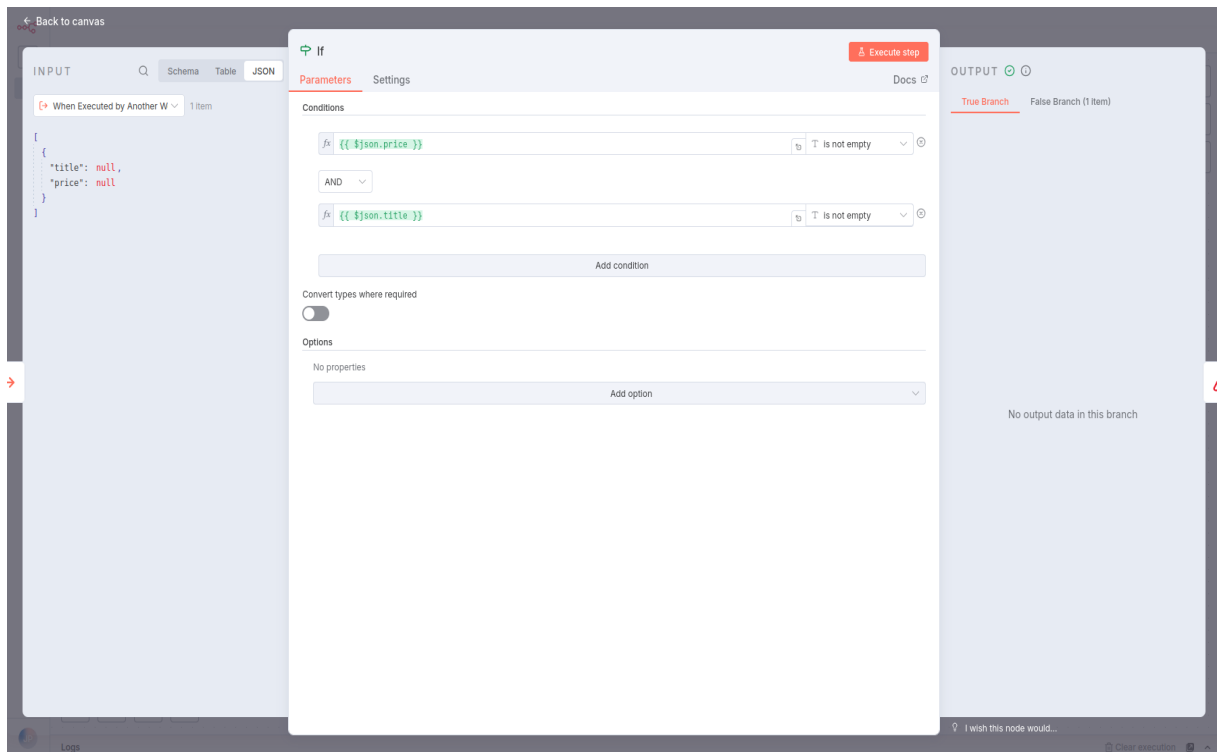 ← Back to canvas
INPUT
Schema Table JSON
When Executed by Another W
1 item
[
{
"title": null,
"price": null
}
]
If
Execute step
Parameters Settings
Docs
Conditions
fx {{ $json.price }}
T is not empty
AND
fx {{ $json.title }}
T is not empty
Add condition
Convert types where required
Options
No properties
Add option
OUTPUT
True Branch False Branch (1 item)
No output data in this branch
I wish this node would...
Logs
Clear execution